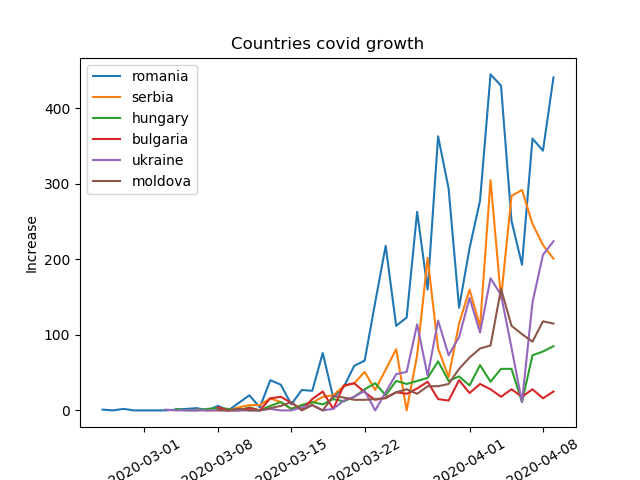 Countries covid growth
romania
serbia
hungary
bulgaria
ukraine
moldova
Increase
400
300
200
100
0
2020-03-01
2020-03-08
2020-03-15
2020-03-22
2020-04-01
2020-04-08